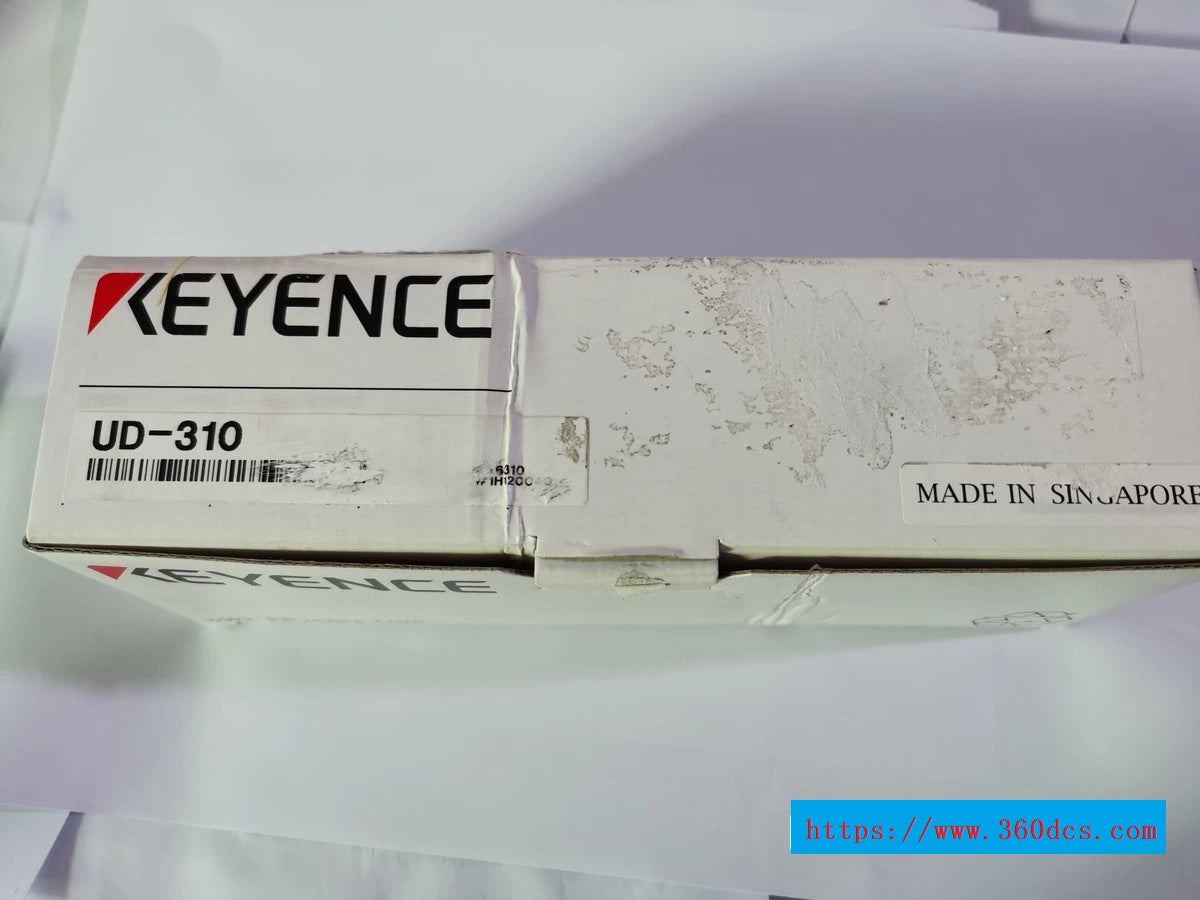 KEYENCE
UD-310
MADE IN SINGAPORE
KEYENCE
https://www.360dcs.com